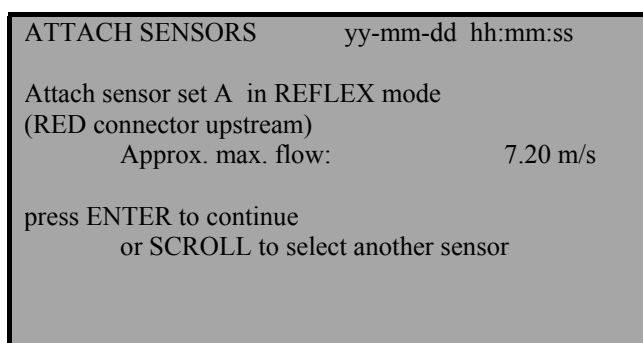 ATTACH SENSORS yy-mm-dd hh:mm:ss
Attach sensor set A in REFLEX mode
(RED connector upstream)
Approx. max. flow: 7.20 m/s
press ENTER to continue
or SCROLL to select another sensor